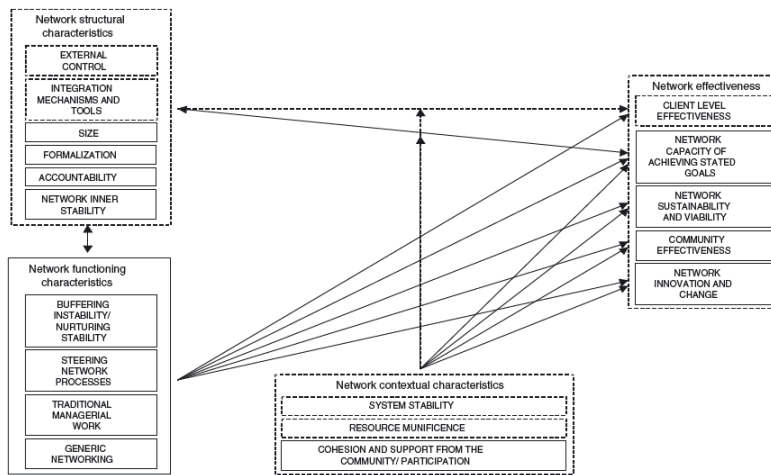 Network structural
characteristics
EXTERNAL
CONTROL
INTEGRATION
MECHANISMS AND
TOOLS
SIZE
FORMALIZATION
ACCOUNTABILITY
NETWORK INNER
STABILITY
Network functioning
characteristics
BUFFERING
INSTABILITY/
NURTURING
STABILITY
STEERING
NETWORK
PROCESSES
TRADITIONAL
MANAGERIAL
WORK
GENERIC
NETWORKING
Network contextual characteristics
SYSTEM STABILITY
RESOURCE MUNIFICENCE
COHESION AND SUPPORT FROM THE
COMMUNITY/ PARTICIPATION
Network effectiveness
CLIENT LEVEL
EFFECTIVENESS
NETWORK
CAPACITY OF
ACHIEVING STATED
GOALS
NETWORK
SUSTAINABILITY
AND VIABILITY
COMMUNITY
EFFECTIVENESS
NETWORK
INNOVATION AND
CHANGE